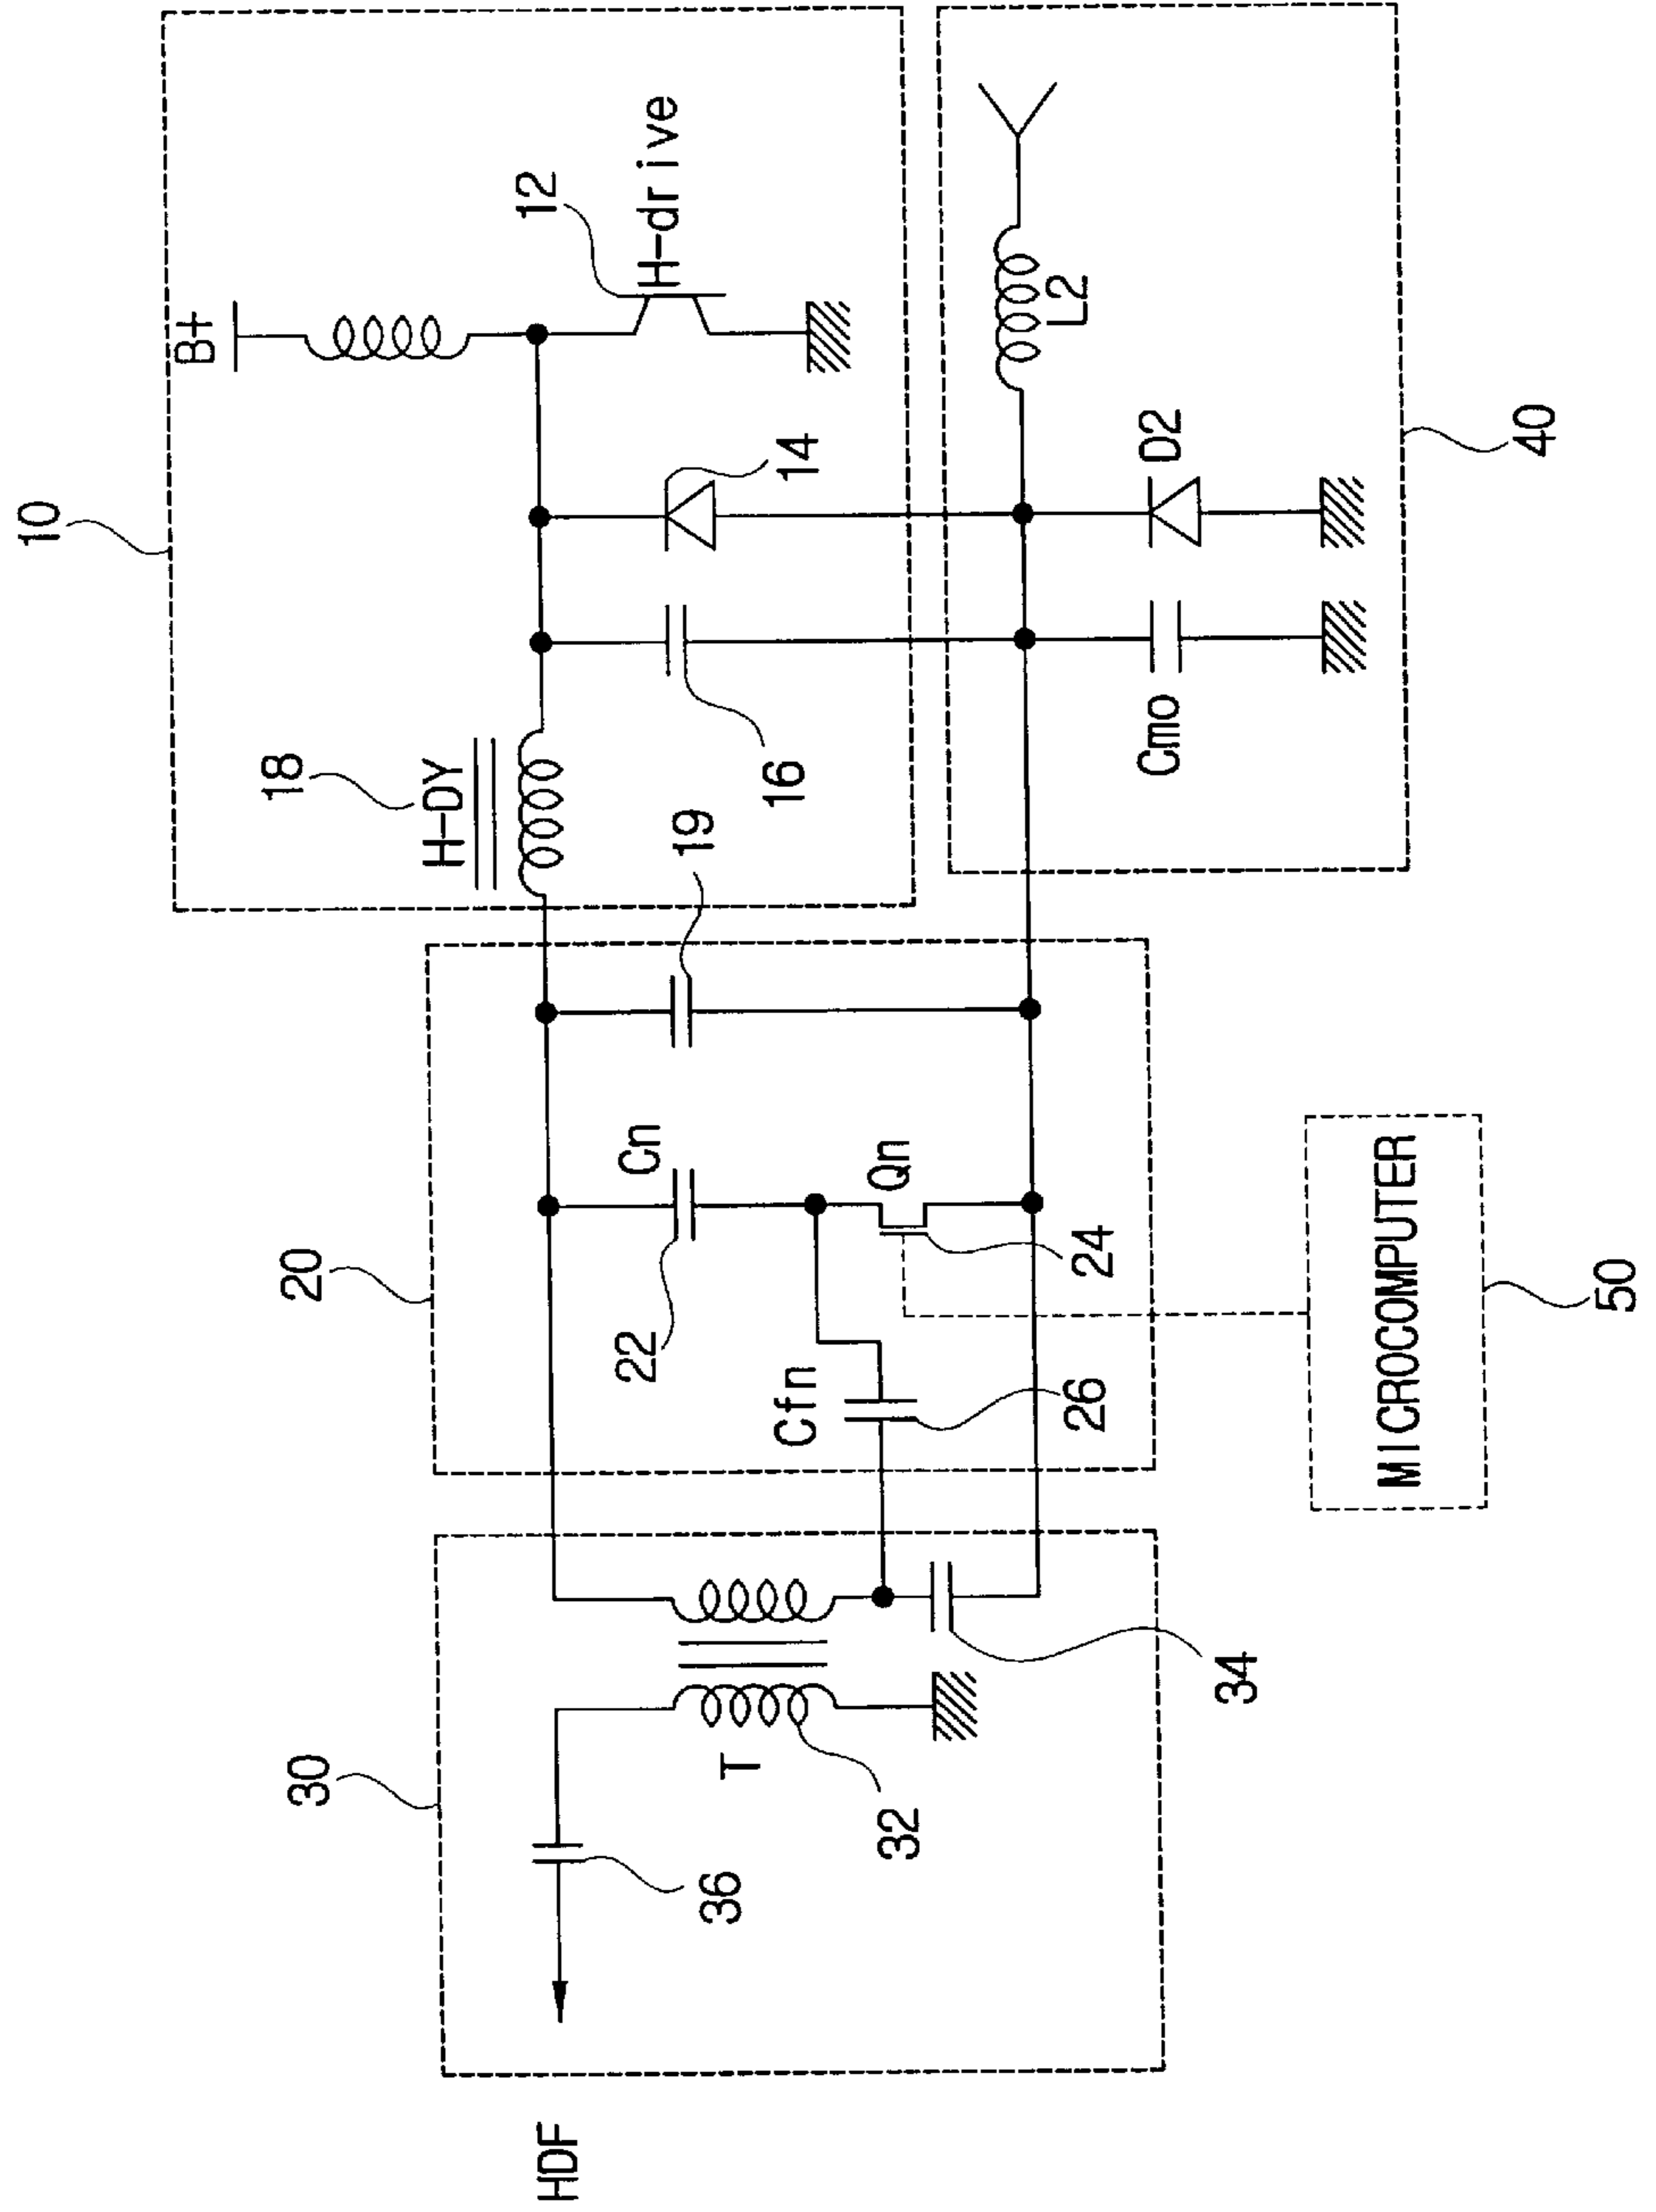 10
B+
12
H-drive
14
18
H-DY
16
19
L2
D2
Cmo
40
20
Cn
22
Qn
24
Cfn
26
MICROCOMPUTER
50
30
T
32
34
36
HDF